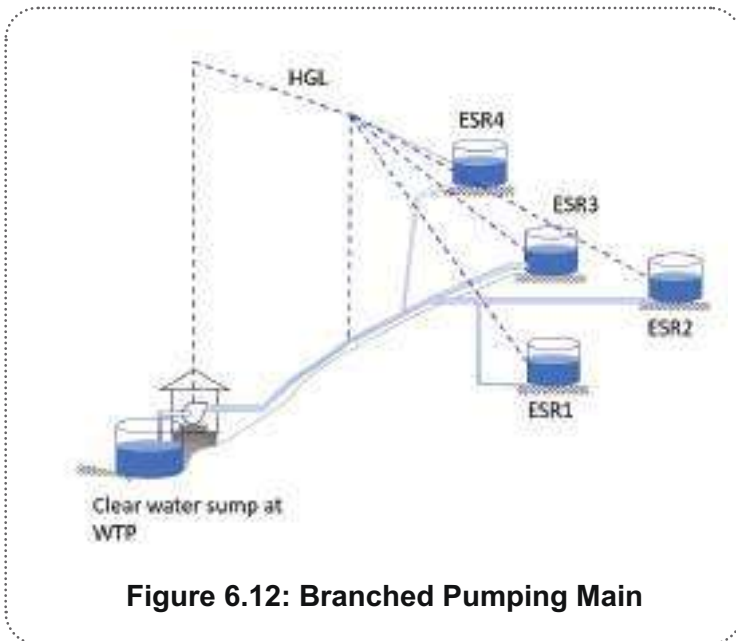 HGL
ESR4
ESR3
ESR2
ESR1
Clear water sump at
WTP
Figure 6.12: Branched Pumping Main